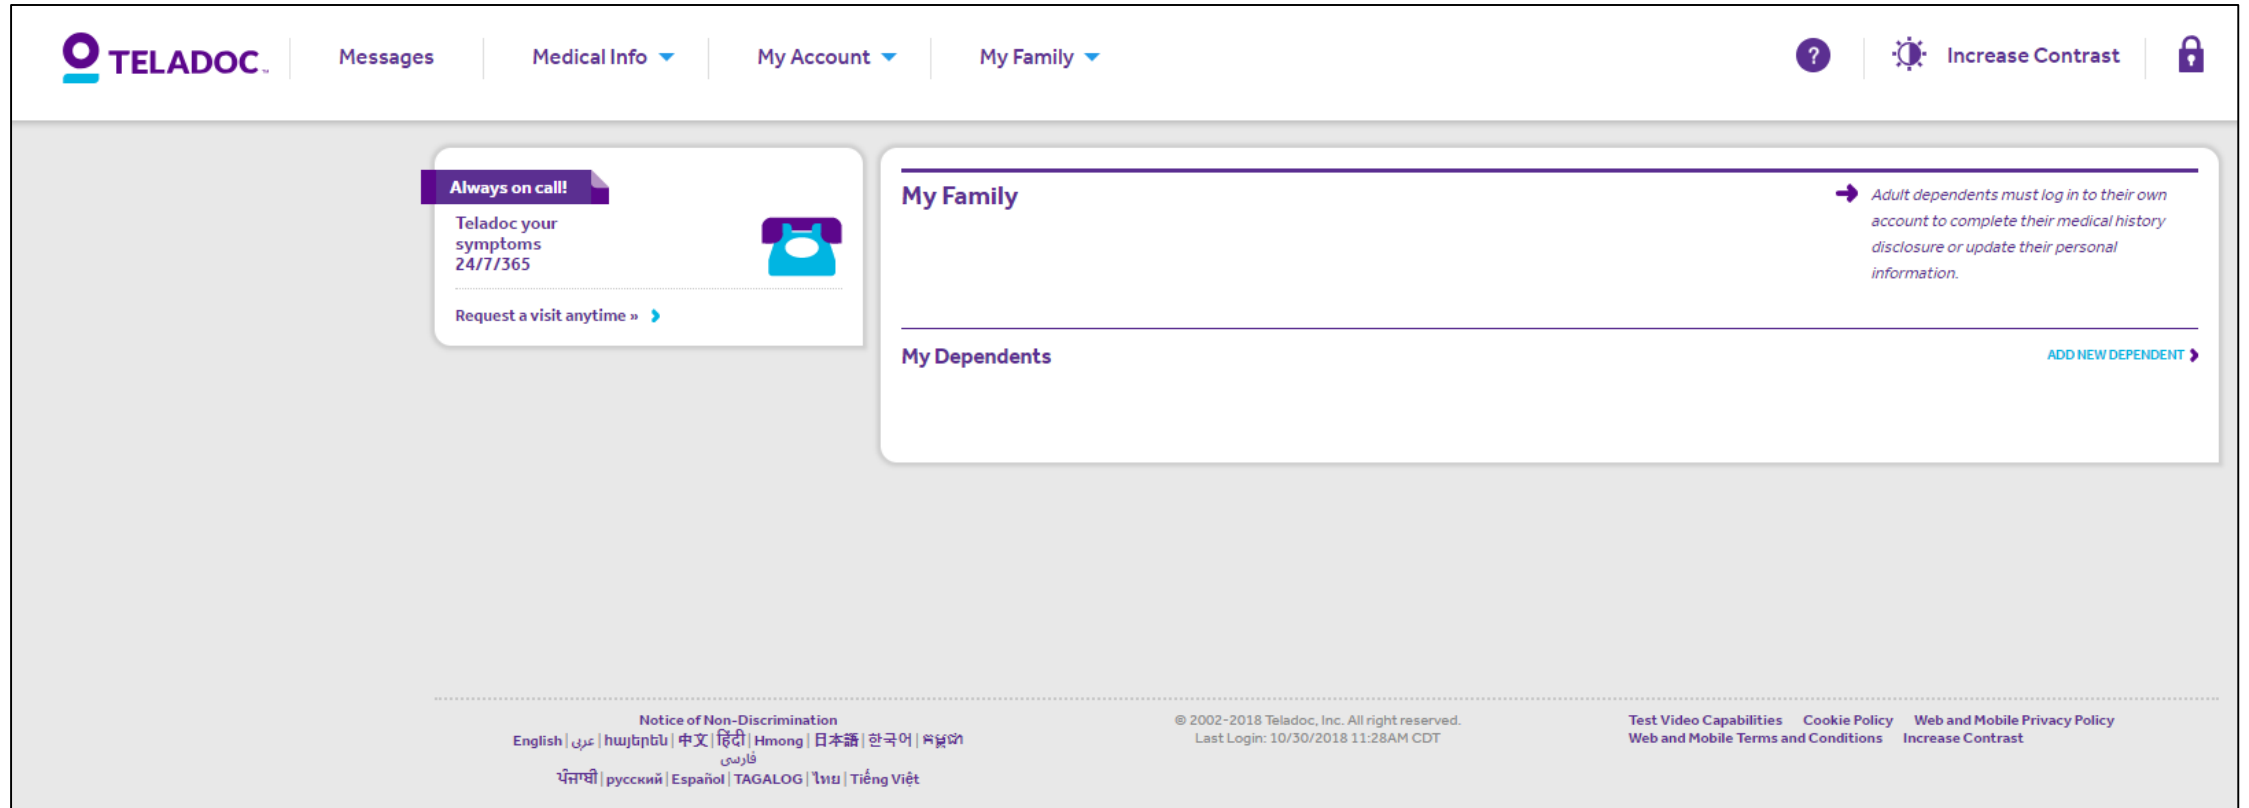 TELADOC™
Messages
Medical Info
My Account
My Family
?
Increase Contrast
Always on call!
Teladoc your
symptoms
24/7/365
Request a visit anytime »
My Family
Adult dependents must log in to their own
account to complete their medical history
disclosure or update their personal
information.
My Dependents
ADD NEW DEPENDENT
Notice of Non-Discrimination
English | عربى | հայերեն | 中文 | हिंदी | Hmong | 日本語 | 한국어 | កម្ពុជា
فارسی
ਪੰਜਾਬੀ | русский | Español | TAGALOG | ไทย | Tiếng Việt
© 2002-2018 Teladoc, Inc. All right reserved.
Last Login: 10/30/2018 11:28AM CDT
Test Video Capabilities Cookie Policy Web and Mobile Privacy Policy
Web and Mobile Terms and Conditions Increase Contrast